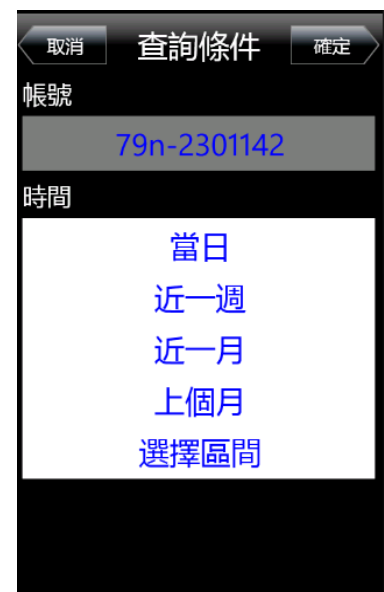 取消 查詢條件 確定
帳號
79n-2301142
時間
當日
近一週
近一月
上個月
選擇區間